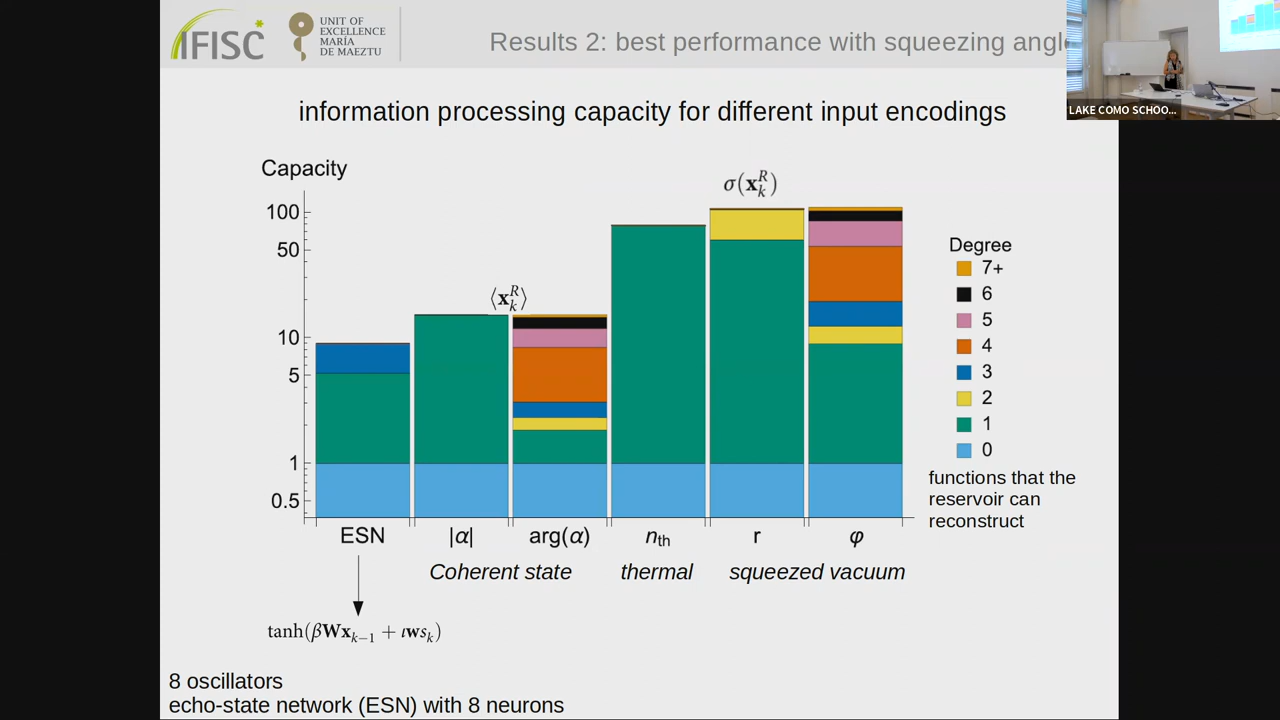 IFISC
UNIT OF
EXCELLENCE
MARÍA
DE MAEZTU
Results 2: best performance with squeezing angl
LAKE COMO SCHOO...
information processing capacity for different input encodings
Capacity
100
50
10
5
1
0.5
⟨x_k^R⟩
σ(x_k^R)
Degree
7+
6
5
4
3
2
1
0
functions that the
reservoir can
reconstruct
ESN |α| arg(α) n_th r φ
Coherent state thermal squeezed vacuum
tanh(βWx_{k−1} + ιws_k)
8 oscillators
echo-state network (ESN) with 8 neurons